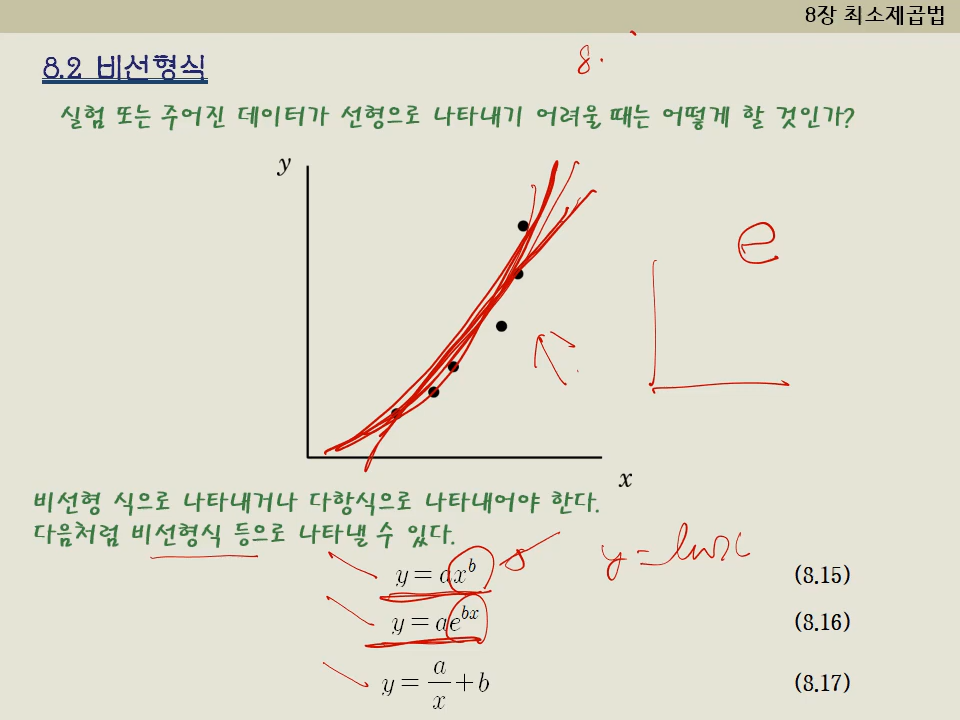 8장 최소제곱법
8.
8.2 비선형식
실험 또는 주어진 데이터가 선형으로 나타내기 어려울 때는 어떻게 할 것인가?
y
e
x
비선형 식으로 나타내거나 다항식으로 나타내어야 한다.
다음처럼 비선형식 등으로 나타낼 수 있다.
y = ln x
y = ax^b (8.15)
y = ae^{bx} (8.16)
y = a/x + b (8.17)